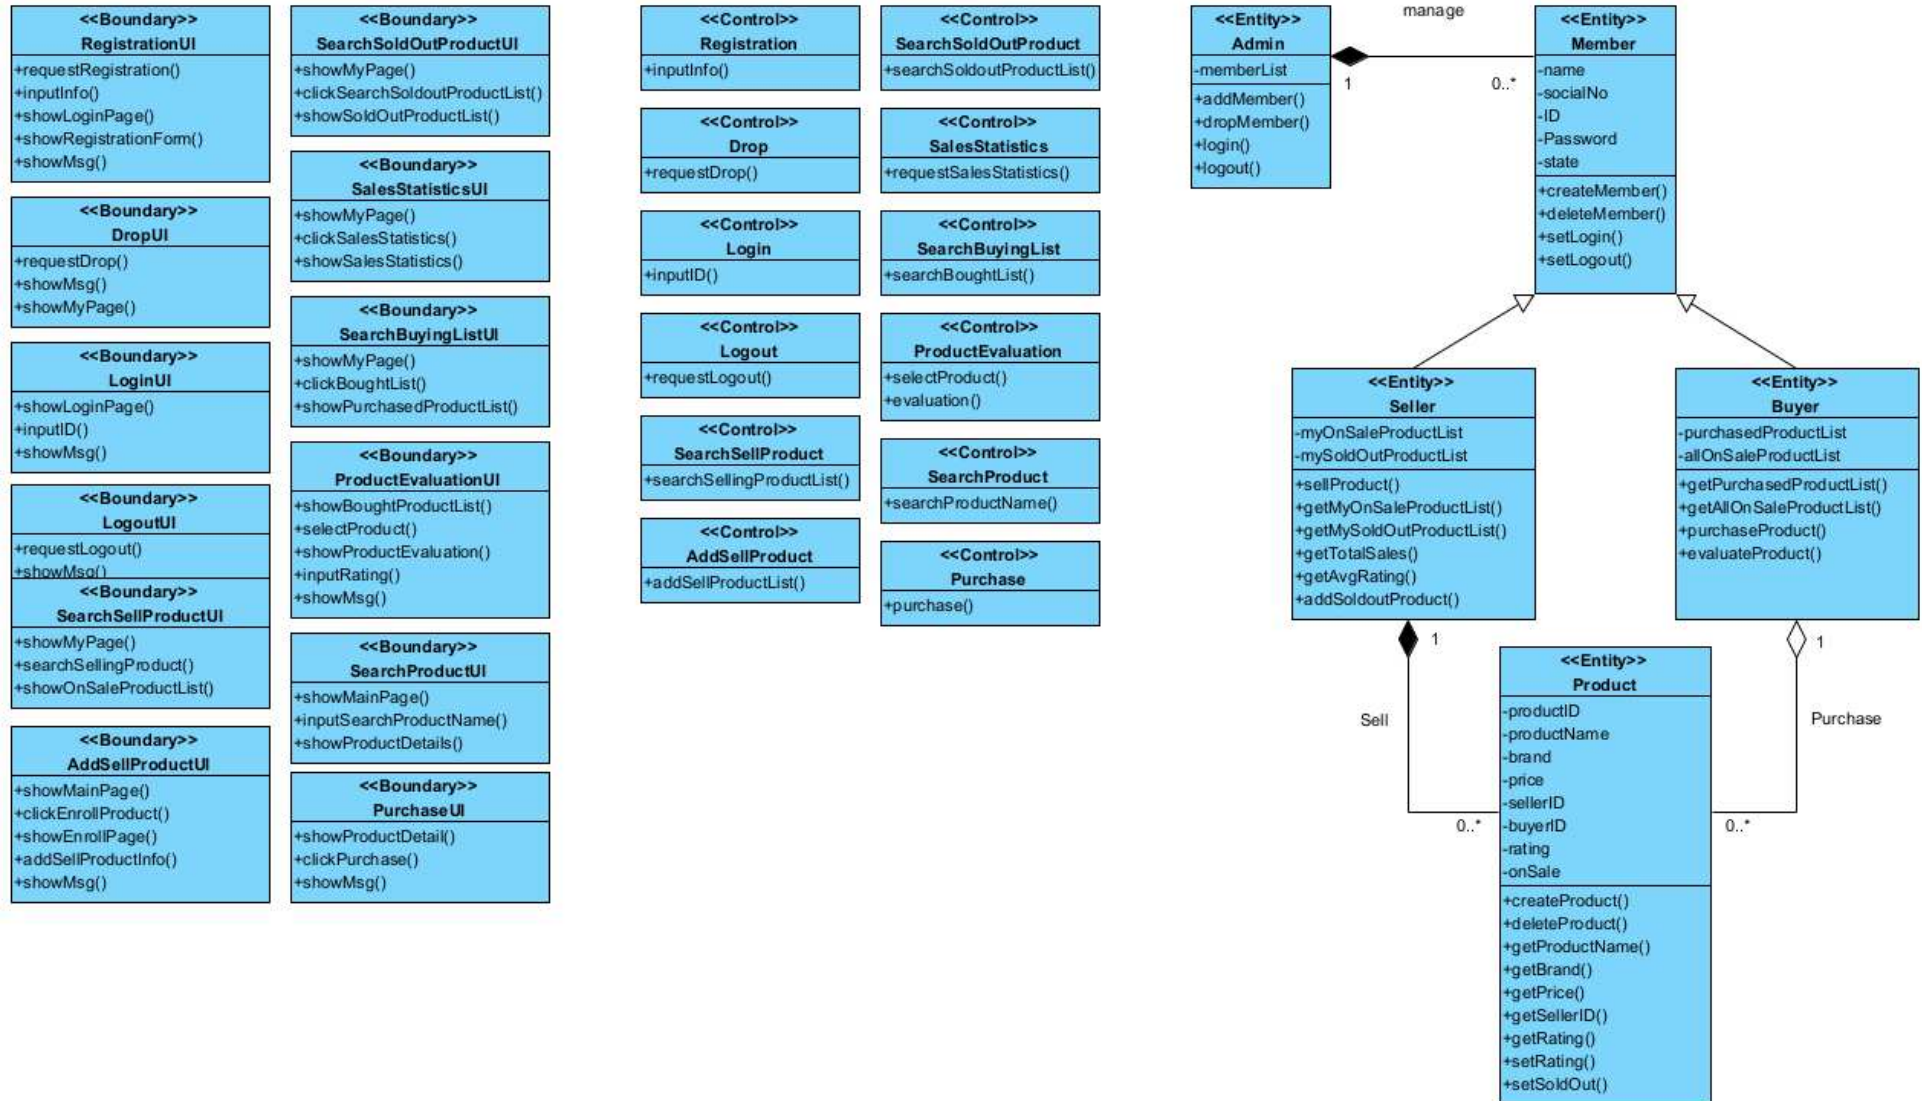 <<Boundary>>
RegistrationUI
+requestRegistration()
+inputInfo()
+showLoginPage()
+showRegistrationForm()
+showMsg()
<<Boundary>>
DropUI
+requestDrop()
+showMsg()
+showMyPage()
<<Boundary>>
LoginUI
+showLoginPage()
+inputID()
+showMsg()
<<Boundary>>
LogoutUI
+requestLogout()
+showMsg()
<<Boundary>>
SearchSellProductUI
+showMyPage()
+searchSellingProduct()
+showOnSaleProductList()
<<Boundary>>
AddSellProductUI
+showMainPage()
+clickEnrollProduct()
+showEnrollPage()
+addSellProductInfo()
+showMsg()
<<Boundary>>
SearchSoldOutProductUI
+showMyPage()
+clickSearchSoldoutProductList()
+showSoldOutProductList()
<<Boundary>>
SalesStatisticsUI
+showMyPage()
+clickSalesStatistics()
+showSalesStatistics()
<<Boundary>>
SearchBuyingListUI
+showMyPage()
+clickBoughtList()
+showPurchasedProductList()
<<Boundary>>
ProductEvaluationUI
+showBoughtProductList()
+selectProduct()
+showProductEvaluation()
+inputRating()
+showMsg()
<<Boundary>>
SearchProductUI
+showMainPage()
+inputSearchProductName()
+showProductDetails()
<<Boundary>>
PurchaseUI
+showProductDetail()
+clickPurchase()
+showMsg()
<<Control>>
Registration
+inputInfo()
<<Control>>
Drop
+requestDrop()
<<Control>>
Login
+inputID()
<<Control>>
Logout
+requestLogout()
<<Control>>
SearchSellProduct
+searchSellingProductList()
<<Control>>
AddSellProduct
+addSellProductList()
<<Control>>
SearchSoldOutProduct
+searchSoldoutProductList()
<<Control>>
SalesStatistics
+requestSalesStatistics()
<<Control>>
SearchBuyingList
+searchBoughtList()
<<Control>>
ProductEvaluation
+selectProduct()
+evaluation()
<<Control>>
SearchProduct
+searchProductName()
<<Control>>
Purchase
+purchase()
<<Entity>>
Admin
-memberList
+addMember()
+dropMember()
+login()
+logout()
manage
1
0..*
<<Entity>>
Member
-name
-socialNo
-ID
-Password
-state
+createMember()
+deleteMember()
+setLogin()
+setLogout()
<<Entity>>
Seller
-myOnSaleProductList
-mySoldOutProductList
+sellProduct()
+getMyOnSaleProductList()
+getMySoldOutProductList()
+getTotalSales()
+getAvgRating()
+addSoldoutProduct()
<<Entity>>
Buyer
-purchasedProductList
-allOnSaleProductList
+getPurchasedProductList()
+getAllOnSaleProductList()
+purchaseProduct()
+evaluateProduct()
1
1
Sell
Purchase
0..*
0..*
<<Entity>>
Product
-productID
-productName
-brand
-price
-sellerID
-buyerID
-rating
-onSale
+createProduct()
+deleteProduct()
+getProductName()
+getBrand()
+getPrice()
+getSellerID()
+getRating()
+setRating()
+setSoldOut()